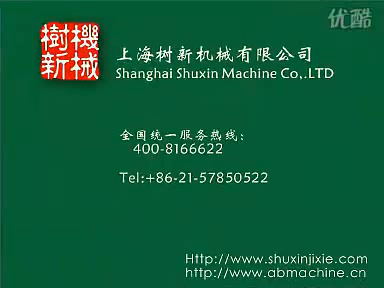 优酷
樹機
新械
上海树新机械有限公司
Shanghai Shuxin Machine Co,.LTD
全国统一服务热线:
400-8166622
Tel:+86-21-57850522
Http://www.shuxinjixie.com
Http://www.abmachine.cn